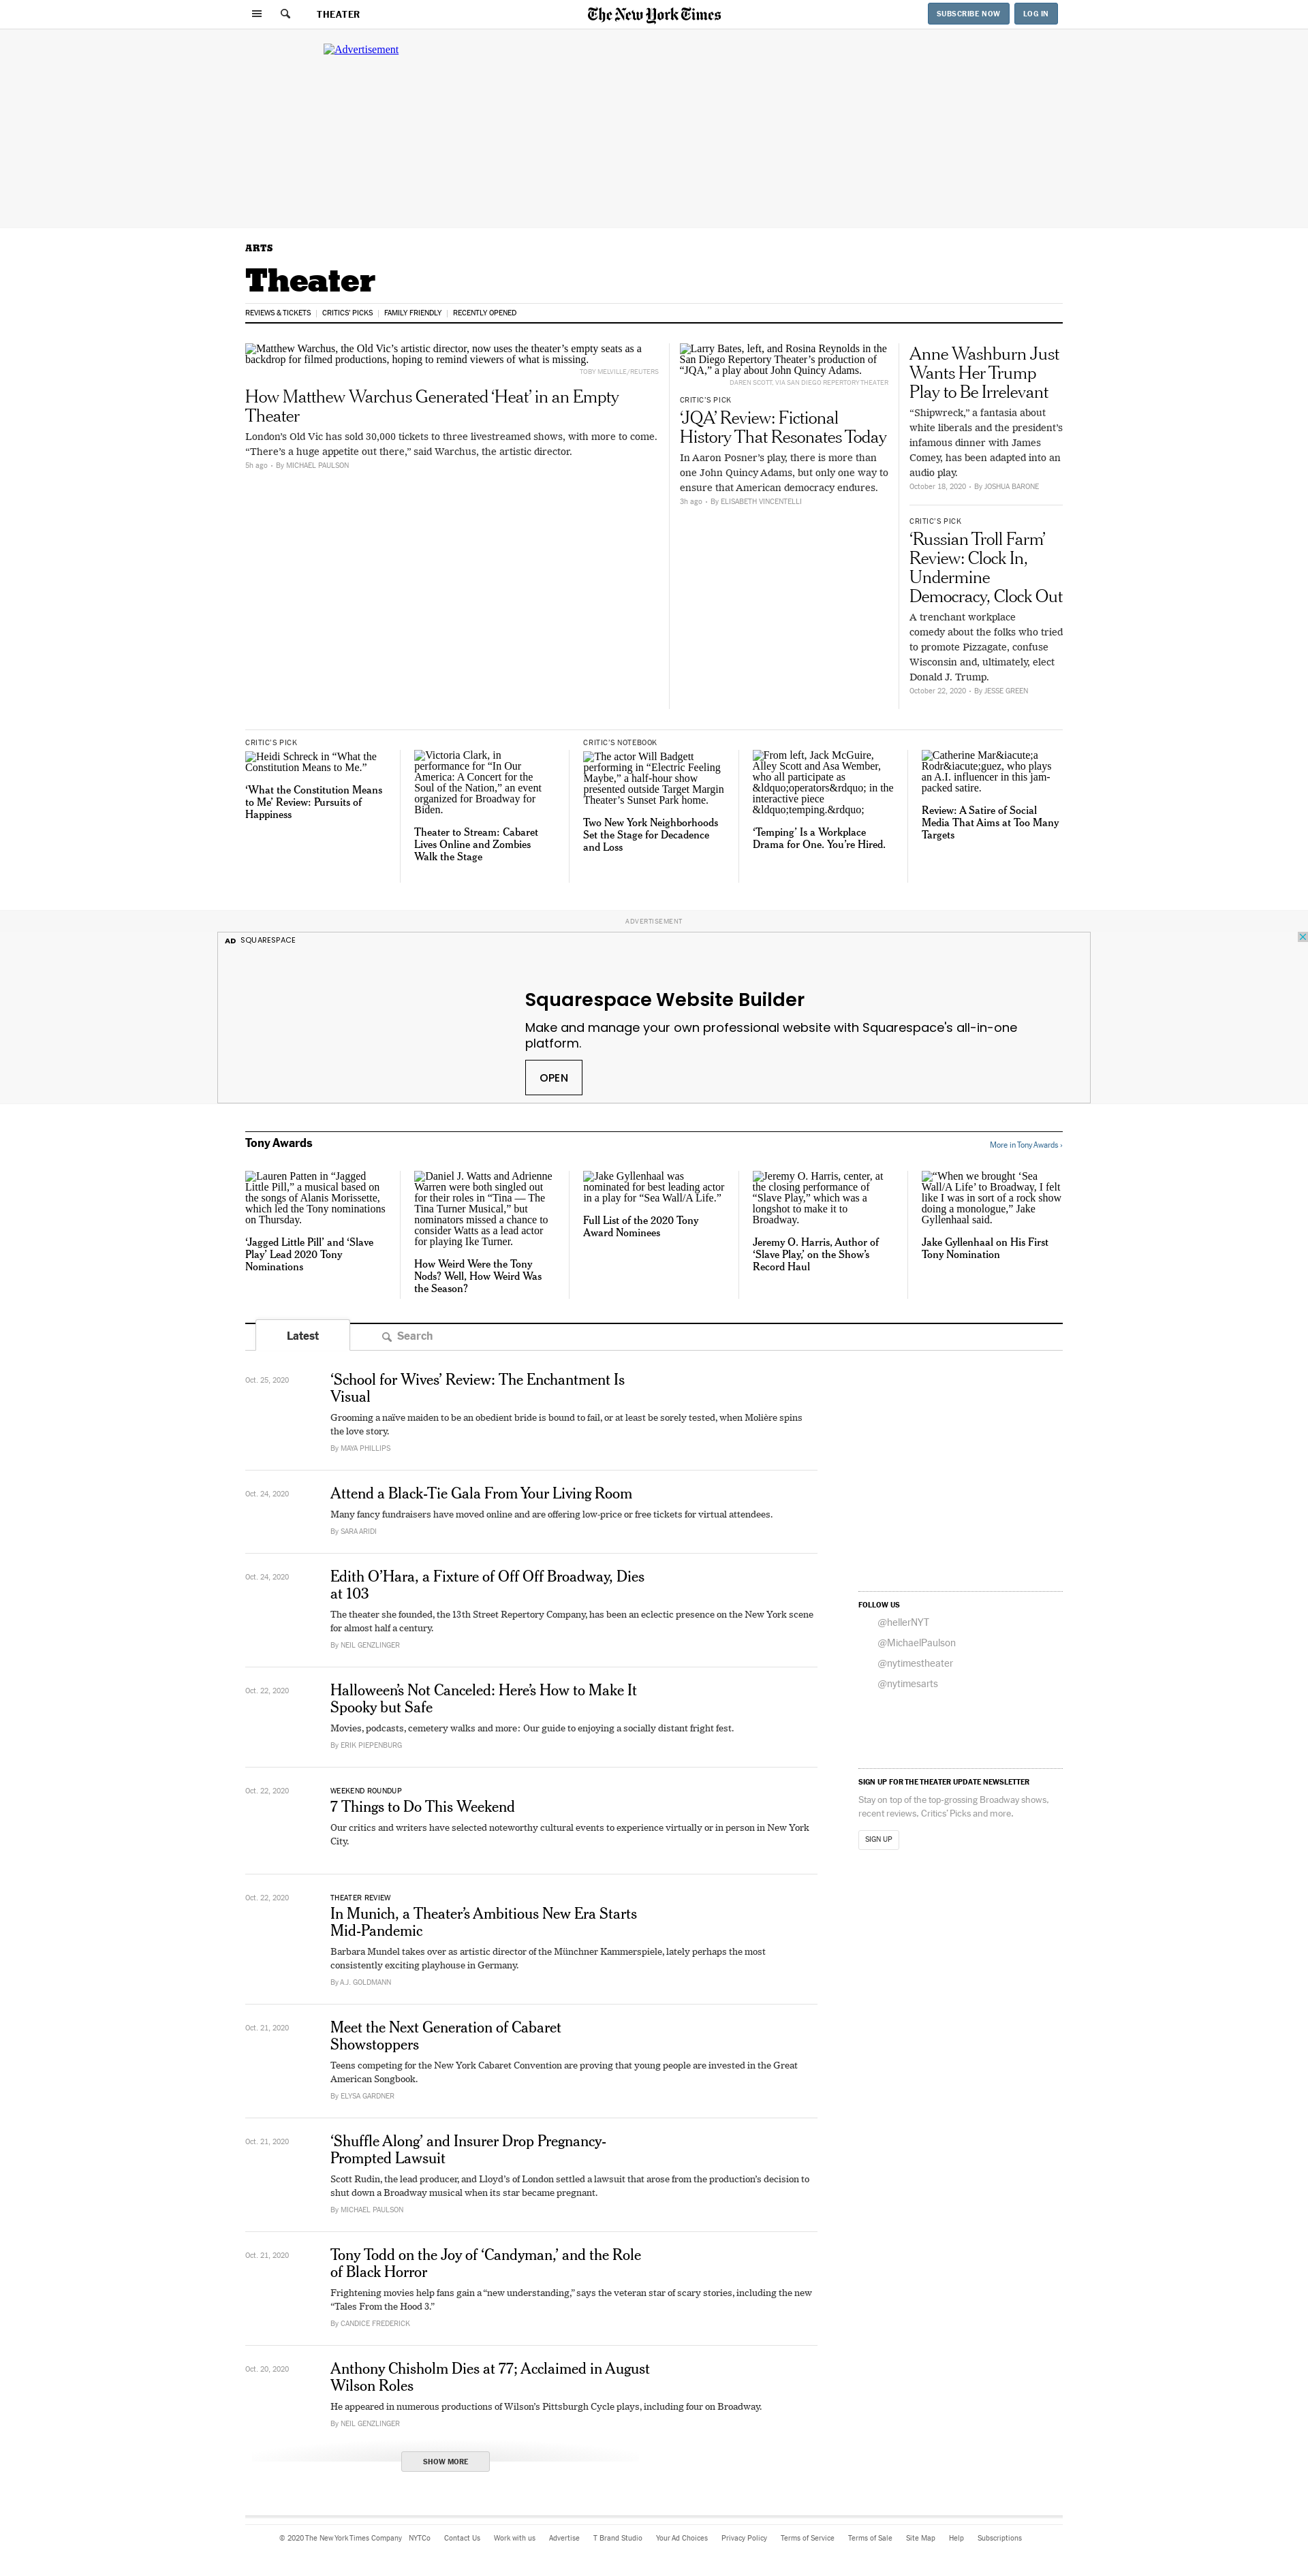 THEATER
The New York Times
SUBSCRIBE NOW
LOG IN
Advertisement
ARTS
Theater
REVIEWS & TICKETS
CRITICS' PICKS
FAMILY FRIENDLY
RECENTLY OPENED
Matthew Warchus, the Old Vic’s artistic director, now uses the theater’s empty seats as a
backdrop for filmed productions, hoping to remind viewers of what is missing.
TOBY MELVILLE/REUTERS
How Matthew Warchus Generated ‘Heat’ in an Empty
Theater
London’s Old Vic has sold 30,000 tickets to three livestreamed shows, with more to come.
“There’s a huge appetite out there,” said Warchus, the artistic director.
5h ago • By MICHAEL PAULSON
Larry Bates, left, and Rosina Reynolds in the
San Diego Repertory Theater’s production of
“JQA,” a play about John Quincy Adams.
DAREN SCOTT, VIA SAN DIEGO REPERTORY THEATER
CRITIC’S PICK
‘JQA’ Review: Fictional
History That Resonates Today
In Aaron Posner’s play, there is more than
one John Quincy Adams, but only one way to
ensure that American democracy endures.
3h ago • By ELISABETH VINCENTELLI
Anne Washburn Just
Wants Her Trump
Play to Be Irrelevant
“Shipwreck,” a fantasia about
white liberals and the president’s
infamous dinner with James
Comey, has been adapted into an
audio play.
October 18, 2020 • By JOSHUA BARONE
CRITIC’S PICK
‘Russian Troll Farm’
Review: Clock In,
Undermine
Democracy, Clock Out
A trenchant workplace
comedy about the folks who tried
to promote Pizzagate, confuse
Wisconsin and, ultimately, elect
Donald J. Trump.
October 22, 2020 • By JESSE GREEN
CRITIC’S PICK
Heidi Schreck in “What the
Constitution Means to Me.”
‘What the Constitution Means
to Me’ Review: Pursuits of
Happiness
Victoria Clark, in
performance for “In Our
America: A Concert for the
Soul of the Nation,” an event
organized for Broadway for
Biden.
Theater to Stream: Cabaret
Lives Online and Zombies
Walk the Stage
CRITIC’S NOTEBOOK
The actor Will Badgett
performing in “Electric Feeling
Maybe,” a half-hour show
presented outside Target Margin
Theater’s Sunset Park home.
Two New York Neighborhoods
Set the Stage for Decadence
and Loss
From left, Jack McGuire,
Alley Scott and Asa Wember,
who all participate as
&ldquo;operators&rdquo; in the
interactive piece
&ldquo;temping.&rdquo;
‘Temping’ Is a Workplace
Drama for One. You’re Hired.
Catherine Mar&iacute;a
Rodr&iacute;guez, who plays
an A.I. influencer in this jam-
packed satire.
Review: A Satire of Social
Media That Aims at Too Many
Targets
ADVERTISEMENT
AD SQUARESPACE
Squarespace Website Builder
Make and manage your own professional website with Squarespace's all-in-one
platform.
OPEN
Tony Awards
More in Tony Awards ›
Lauren Patten in “Jagged
Little Pill,” a musical based on
the songs of Alanis Morissette,
which led the Tony nominations
on Thursday.
‘Jagged Little Pill’ and ‘Slave
Play’ Lead 2020 Tony
Nominations
Daniel J. Watts and Adrienne
Warren were both singled out
for their roles in “Tina — The
Tina Turner Musical,” but
nominators missed a chance to
consider Watts as a lead actor
for playing Ike Turner.
How Weird Were the Tony
Nods? Well, How Weird Was
the Season?
Jake Gyllenhaal was
nominated for best leading actor
in a play for “Sea Wall/A Life.”
Full List of the 2020 Tony
Award Nominees
Jeremy O. Harris, center, at
the closing performance of
“Slave Play,” which was a
longshot to make it to
Broadway.
Jeremy O. Harris, Author of
‘Slave Play,’ on the Show’s
Record Haul
“When we brought ‘Sea
Wall/A Life’ to Broadway, I felt
like I was in sort of a rock show
doing a monologue,” Jake
Gyllenhaal said.
Jake Gyllenhaal on His First
Tony Nomination
Latest
Search
Oct. 25, 2020
‘School for Wives’ Review: The Enchantment Is
Visual
Grooming a naïve maiden to be an obedient bride is bound to fail, or at least be sorely tested, when Molière spins
the love story.
By MAYA PHILLIPS
Oct. 24, 2020
Attend a Black-Tie Gala From Your Living Room
Many fancy fundraisers have moved online and are offering low-price or free tickets for virtual attendees.
By SARA ARIDI
Oct. 24, 2020
Edith O’Hara, a Fixture of Off Off Broadway, Dies
at 103
The theater she founded, the 13th Street Repertory Company, has been an eclectic presence on the New York scene
for almost half a century.
By NEIL GENZLINGER
Oct. 22, 2020
Halloween’s Not Canceled: Here’s How to Make It
Spooky but Safe
Movies, podcasts, cemetery walks and more: Our guide to enjoying a socially distant fright fest.
By ERIK PIEPENBURG
Oct. 22, 2020
WEEKEND ROUNDUP
7 Things to Do This Weekend
Our critics and writers have selected noteworthy cultural events to experience virtually or in person in New York
City.
Oct. 22, 2020
THEATER REVIEW
In Munich, a Theater’s Ambitious New Era Starts
Mid-Pandemic
Barbara Mundel takes over as artistic director of the Münchner Kammerspiele, lately perhaps the most
consistently exciting playhouse in Germany.
By A.J. GOLDMANN
Oct. 21, 2020
Meet the Next Generation of Cabaret
Showstoppers
Teens competing for the New York Cabaret Convention are proving that young people are invested in the Great
American Songbook.
By ELYSA GARDNER
Oct. 21, 2020
‘Shuffle Along’ and Insurer Drop Pregnancy-
Prompted Lawsuit
Scott Rudin, the lead producer, and Lloyd’s of London settled a lawsuit that arose from the production’s decision to
shut down a Broadway musical when its star became pregnant.
By MICHAEL PAULSON
Oct. 21, 2020
Tony Todd on the Joy of ‘Candyman,’ and the Role
of Black Horror
Frightening movies help fans gain a “new understanding,” says the veteran star of scary stories, including the new
“Tales From the Hood 3.”
By CANDICE FREDERICK
Oct. 20, 2020
Anthony Chisholm Dies at 77; Acclaimed in August
Wilson Roles
He appeared in numerous productions of Wilson’s Pittsburgh Cycle plays, including four on Broadway.
By NEIL GENZLINGER
SHOW MORE
FOLLOW US
@hellerNYT
@MichaelPaulson
@nytimestheater
@nytimesarts
SIGN UP FOR THE THEATER UPDATE NEWSLETTER
Stay on top of the top-grossing Broadway shows,
recent reviews, Critics’ Picks and more.
SIGN UP
© 2020 The New York Times Company NYTCo Contact Us Work with us Advertise T Brand Studio Your Ad Choices Privacy Policy Terms of Service Terms of Sale Site Map Help Subscriptions